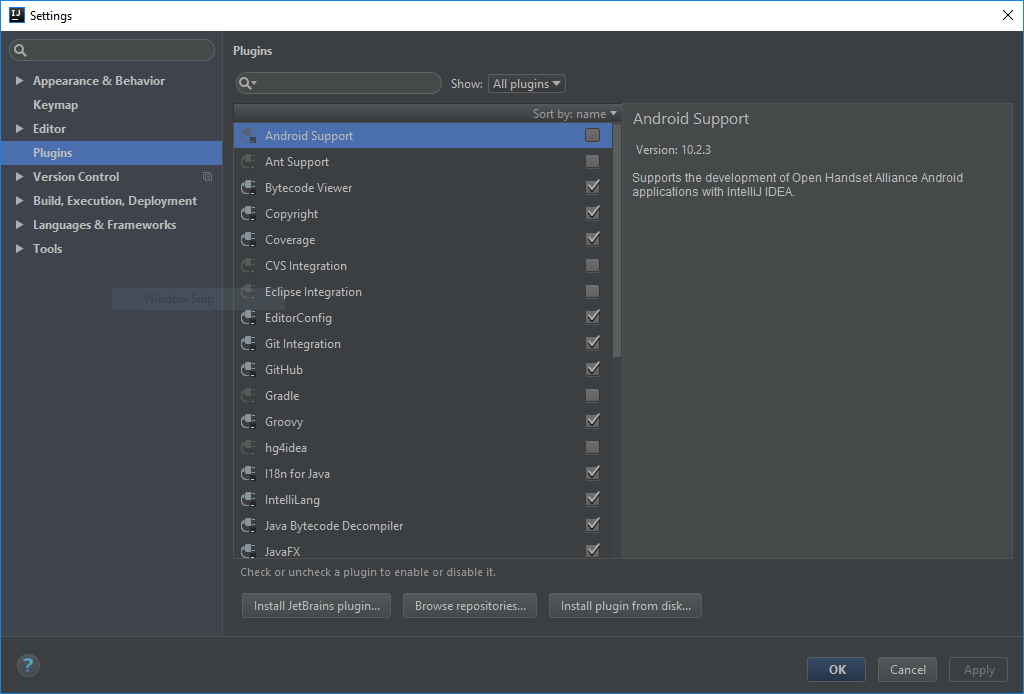 IJ Settings
Plugins
Show: All plugins
Appearance & Behavior
Keymap
Editor
Plugins
Version Control
Build, Execution, Deployment
Languages & Frameworks
Tools
Window Snip
Sort by: name
Android Support
Ant Support
Bytecode Viewer
Copyright
Coverage
CVS Integration
Eclipse Integration
EditorConfig
Git Integration
GitHub
Gradle
Groovy
hg4idea
I18n for Java
IntelliLang
Java Bytecode Decompiler
JavaFX
Android Support
Version: 10.2.3
Supports the development of Open Handset Alliance Android
applications with IntelliJ IDEA.
Check or uncheck a plugin to enable or disable it.
Install JetBrains plugin... Browse repositories... Install plugin from disk...
? OK Cancel Apply